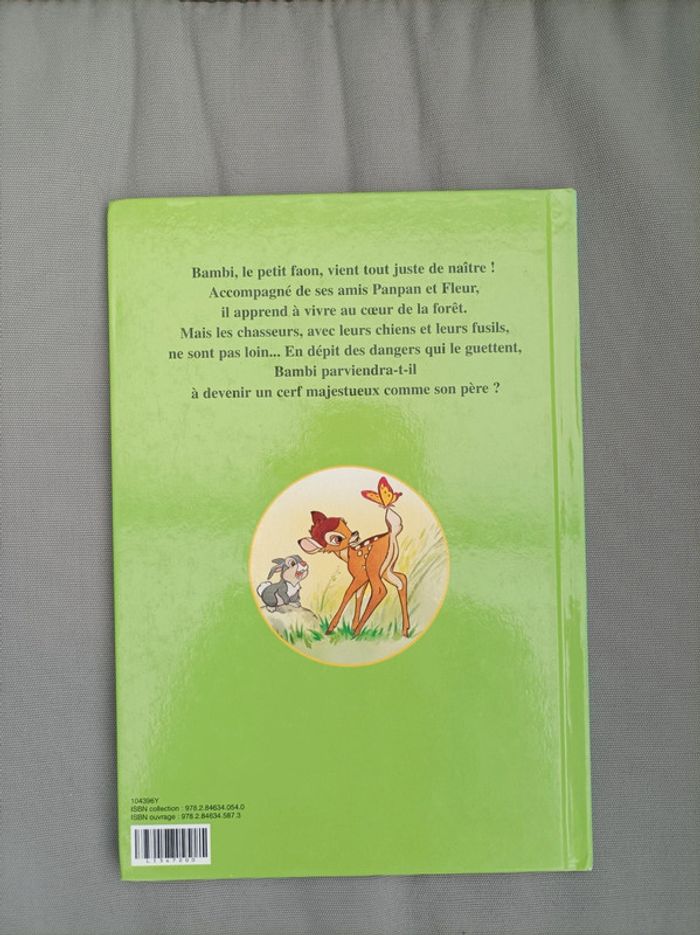 Bambi, le petit faon, vient tout juste de naître !
Accompagné de ses amis Panpan et Fleur,
il apprend à vivre au cœur de la forêt.
Mais les chasseurs, avec leurs chiens et leurs fusils,
ne sont pas loin... En dépit des dangers qui le guettent,
Bambi parviendra-t-il
à devenir un cerf majestueux comme son père ?
104396Y
ISBN collection : 978.2.84634.054.0
ISBN ouvrage : 978.2.84634.587.3